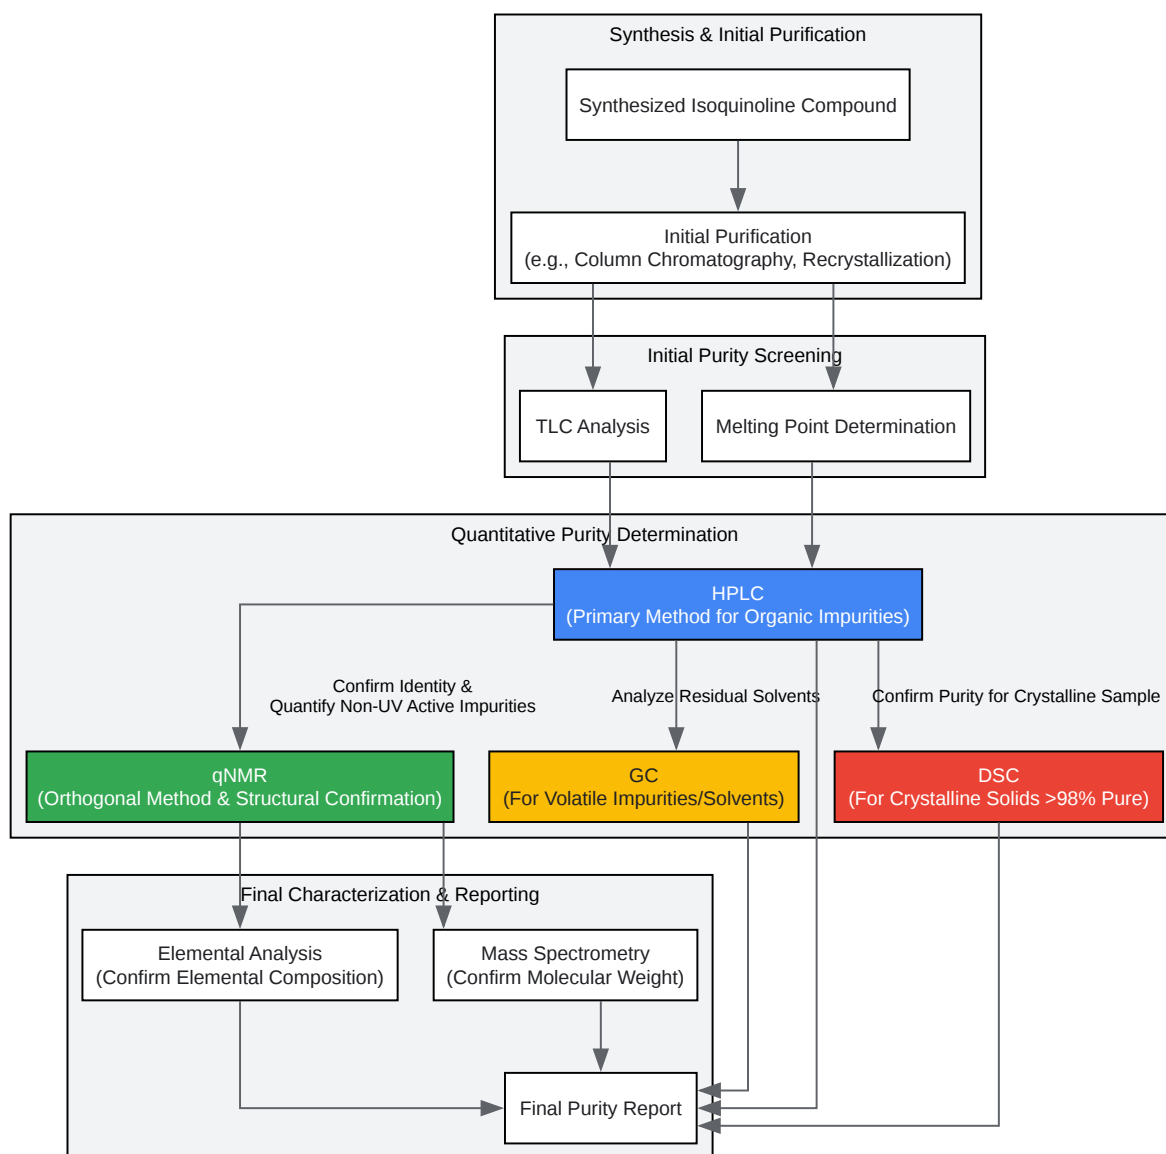 Synthesis & Initial Purification
Synthesized Isoquinoline Compound
Initial Purification
(e.g., Column Chromatography, Recrystallization)
Initial Purity Screening
TLC Analysis
Melting Point Determination
Quantitative Purity Determination
HPLC
(Primary Method for Organic Impurities)
Confirm Identity &
Quantify Non-UV Active Impurities
Analyze Residual Solvents
Confirm Purity for Crystalline Sample
qNMR
(Orthogonal Method & Structural Confirmation)
GC
(For Volatile Impurities/Solvents)
DSC
(For Crystalline Solids >98% Pure)
Final Characterization & Reporting
Elemental Analysis
(Confirm Elemental Composition)
Mass Spectrometry
(Confirm Molecular Weight)
Final Purity Report